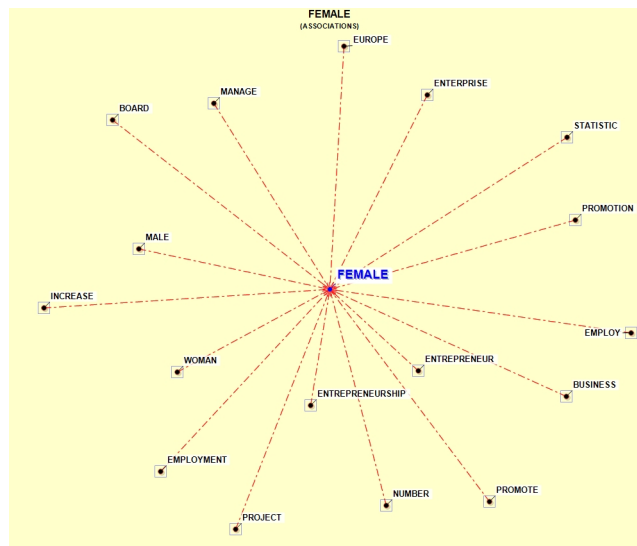 FEMALE
(ASSOCIATIONS)
EUROPE
ENTERPRISE
MANAGE
BOARD
STATISTIC
PROMOTION
MALE
FEMALE
INCREASE
EMPLOY
WOMAN
ENTREPRENEUR
BUSINESS
ENTREPRENEURSHIP
EMPLOYMENT
NUMBER
PROMOTE
PROJECT